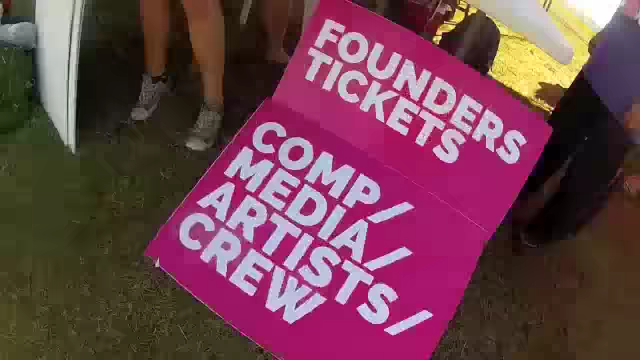 FOUNDERS
TICKETS
COMP/
MEDIA/
ARTISTS/
CREW